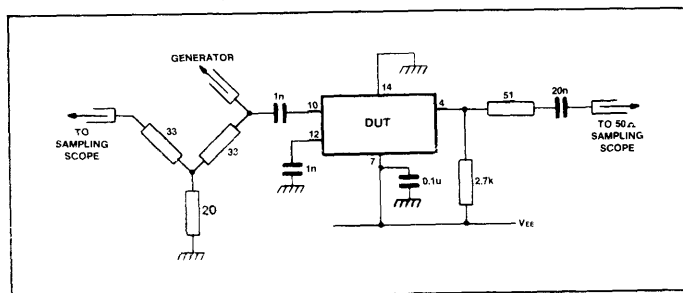 GENERATOR
1n
10
14
4
51
20n
TO
SAMPLING
SCOPE
33
33
12
DUT
7
TO 50Ω
SAMPLING
SCOPE
1n
0.1u
2.7k
20
VEE